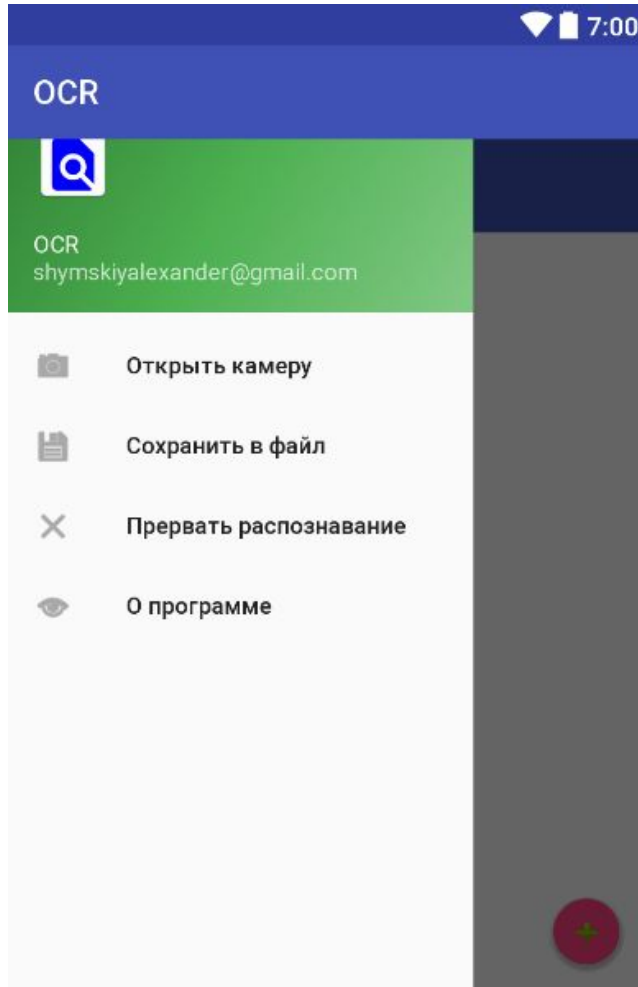 7:00
OCR
OCR
shymskiyalexander@gmail.com
Открыть камеру
Сохранить в файл
Прервать распознавание
О программе